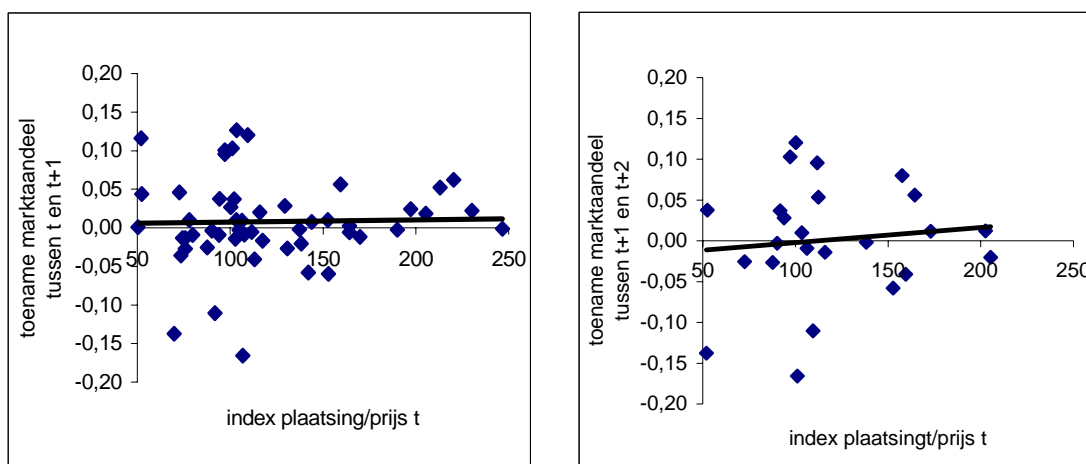 toename marktaandeel
tussen t en t+1
0,20
0,15
0,10
0,05
0,00
-0,05
-0,10
-0,15
-0,20
50 100 150 200 250
index plaatsing/prijs t
toename marktaandeel
tussen t+1 en t+2
0,20
0,15
0,10
0,05
0,00
-0,05
-0,10
-0,15
-0,20
50 100 150 200 250
index plaatsingt/prijs t